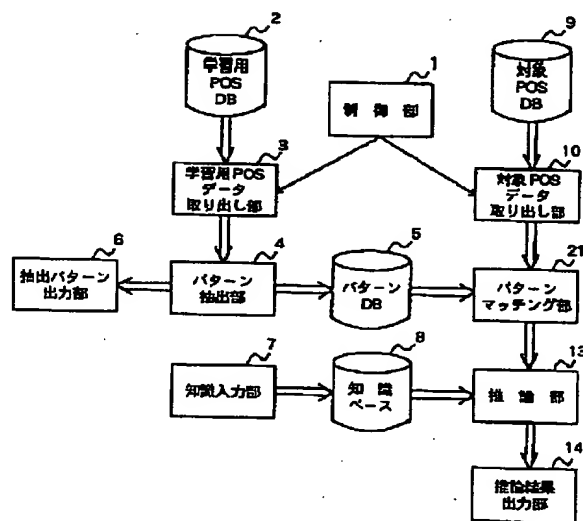 2
学習用
POS
DB
1
制御部
9
対象
POS
DB
3
学習用POS
データ
取り出し部
10
対象POS
データ
取り出し部
6
抽出パターン
出力部
4
パターン
抽出部
5
パターン
DB
21
パターン
マッチング部
7
知識入力部
8
知識
ベース
13
推論部
14
推論結果
出力部